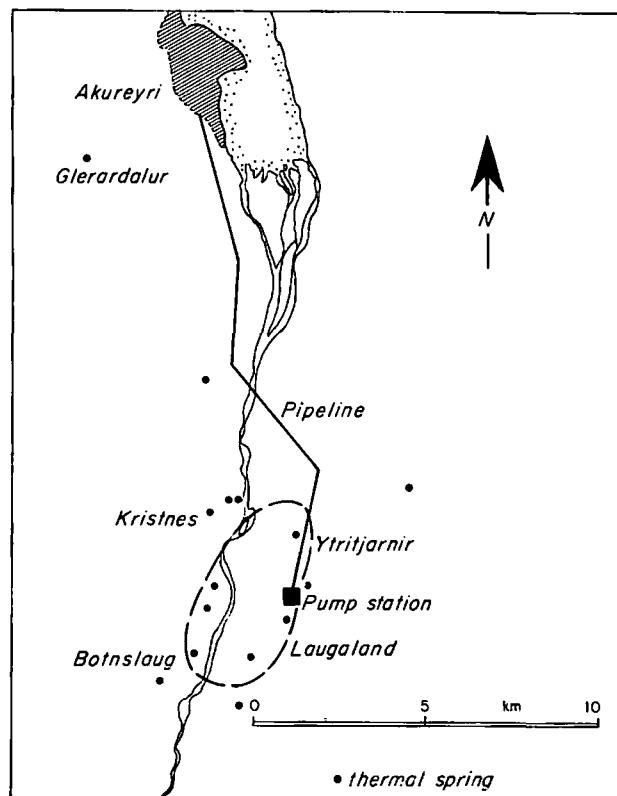 Akureyri
Glerardalur
N
Pipeline
Kristnes
Ytritjarnir
Pump station
Botnslaug
Laugaland
0 5 km 10
thermal spring